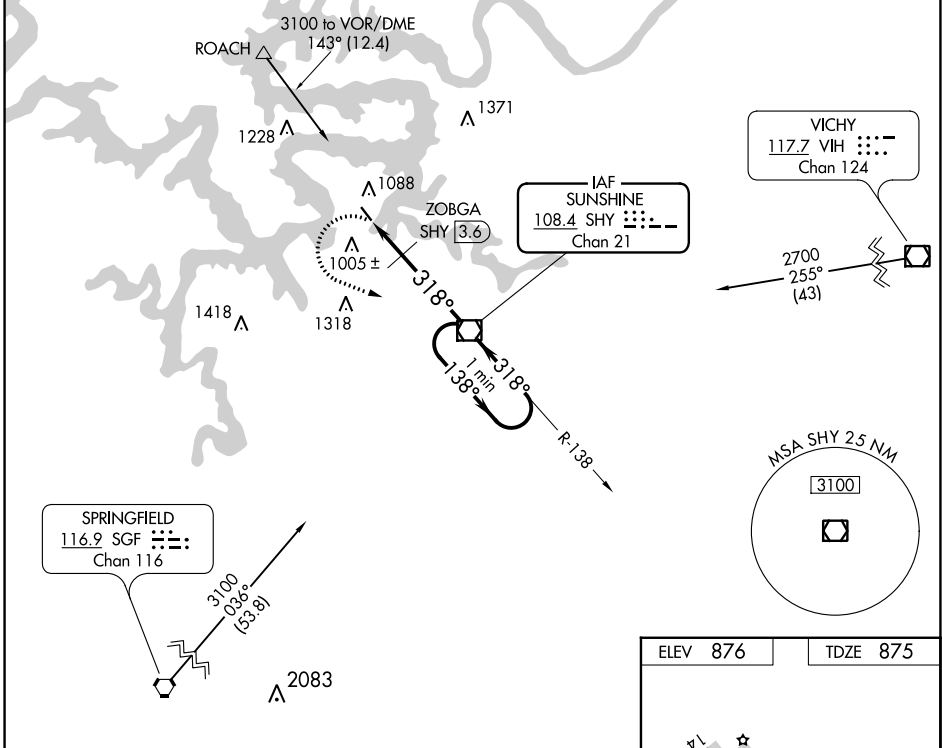 3100 to VOR/DME
143° (12.4)
ROACH
1371
1228
VICHY
117.7 VIH
Chan 124
1088
IAF
SUNSHINE
108.4 SHY
Chan 21
ZOBGA
SHY 3.6
1005 ±
2700
255°
(43)
318°
1418
1318
1 min
318°
138°
R-138
MSA SHY 25 NM
3100
SPRINGFIELD
116.9 SGF
Chan 116
3100
036°
(53.8)
2083
ELEV 876
TDZE 875
14